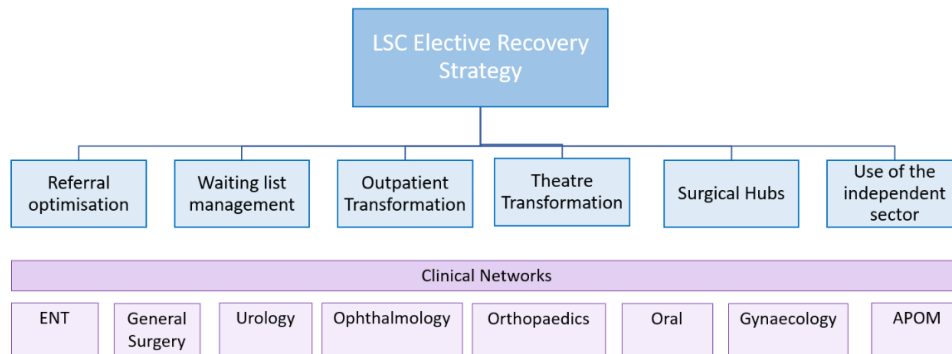 LSC Elective Recovery
Strategy
Referral
optimisation
Waiting list
management
Outpatient
Transformation
Theatre
Transformation
Surgical Hubs
Use of the
independent
sector
Clinical Networks
ENT
General
Surgery
Urology
Ophthalmology
Orthopaedics
Oral
Gynaecology
APOM